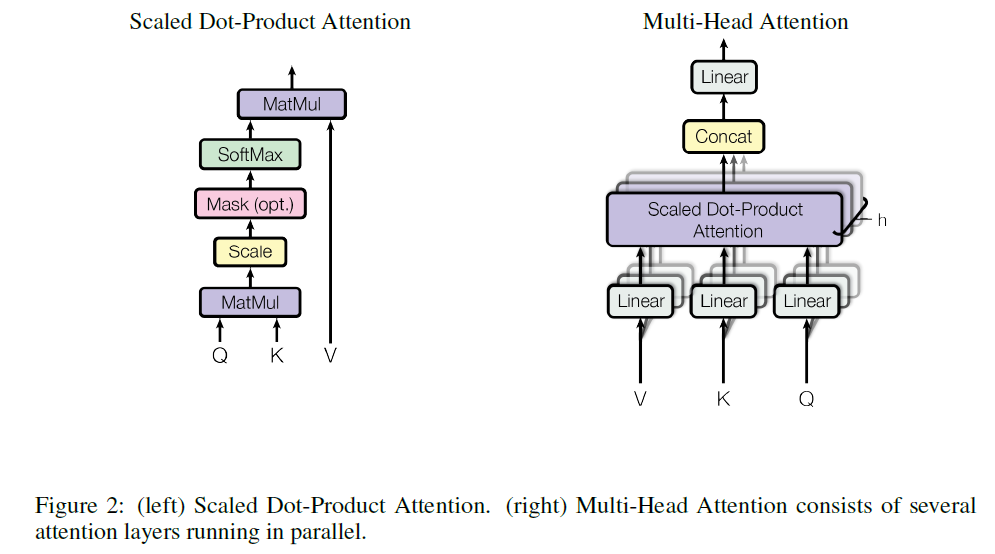 Scaled Dot-Product Attention
MatMul
SoftMax
Mask (opt.)
Scale
MatMul
Q K V
Multi-Head Attention
Linear
Concat
Scaled Dot-Product
Attention
h
Linear Linear Linear
V K Q
Figure 2: (left) Scaled Dot-Product Attention. (right) Multi-Head Attention consists of several
attention layers running in parallel.